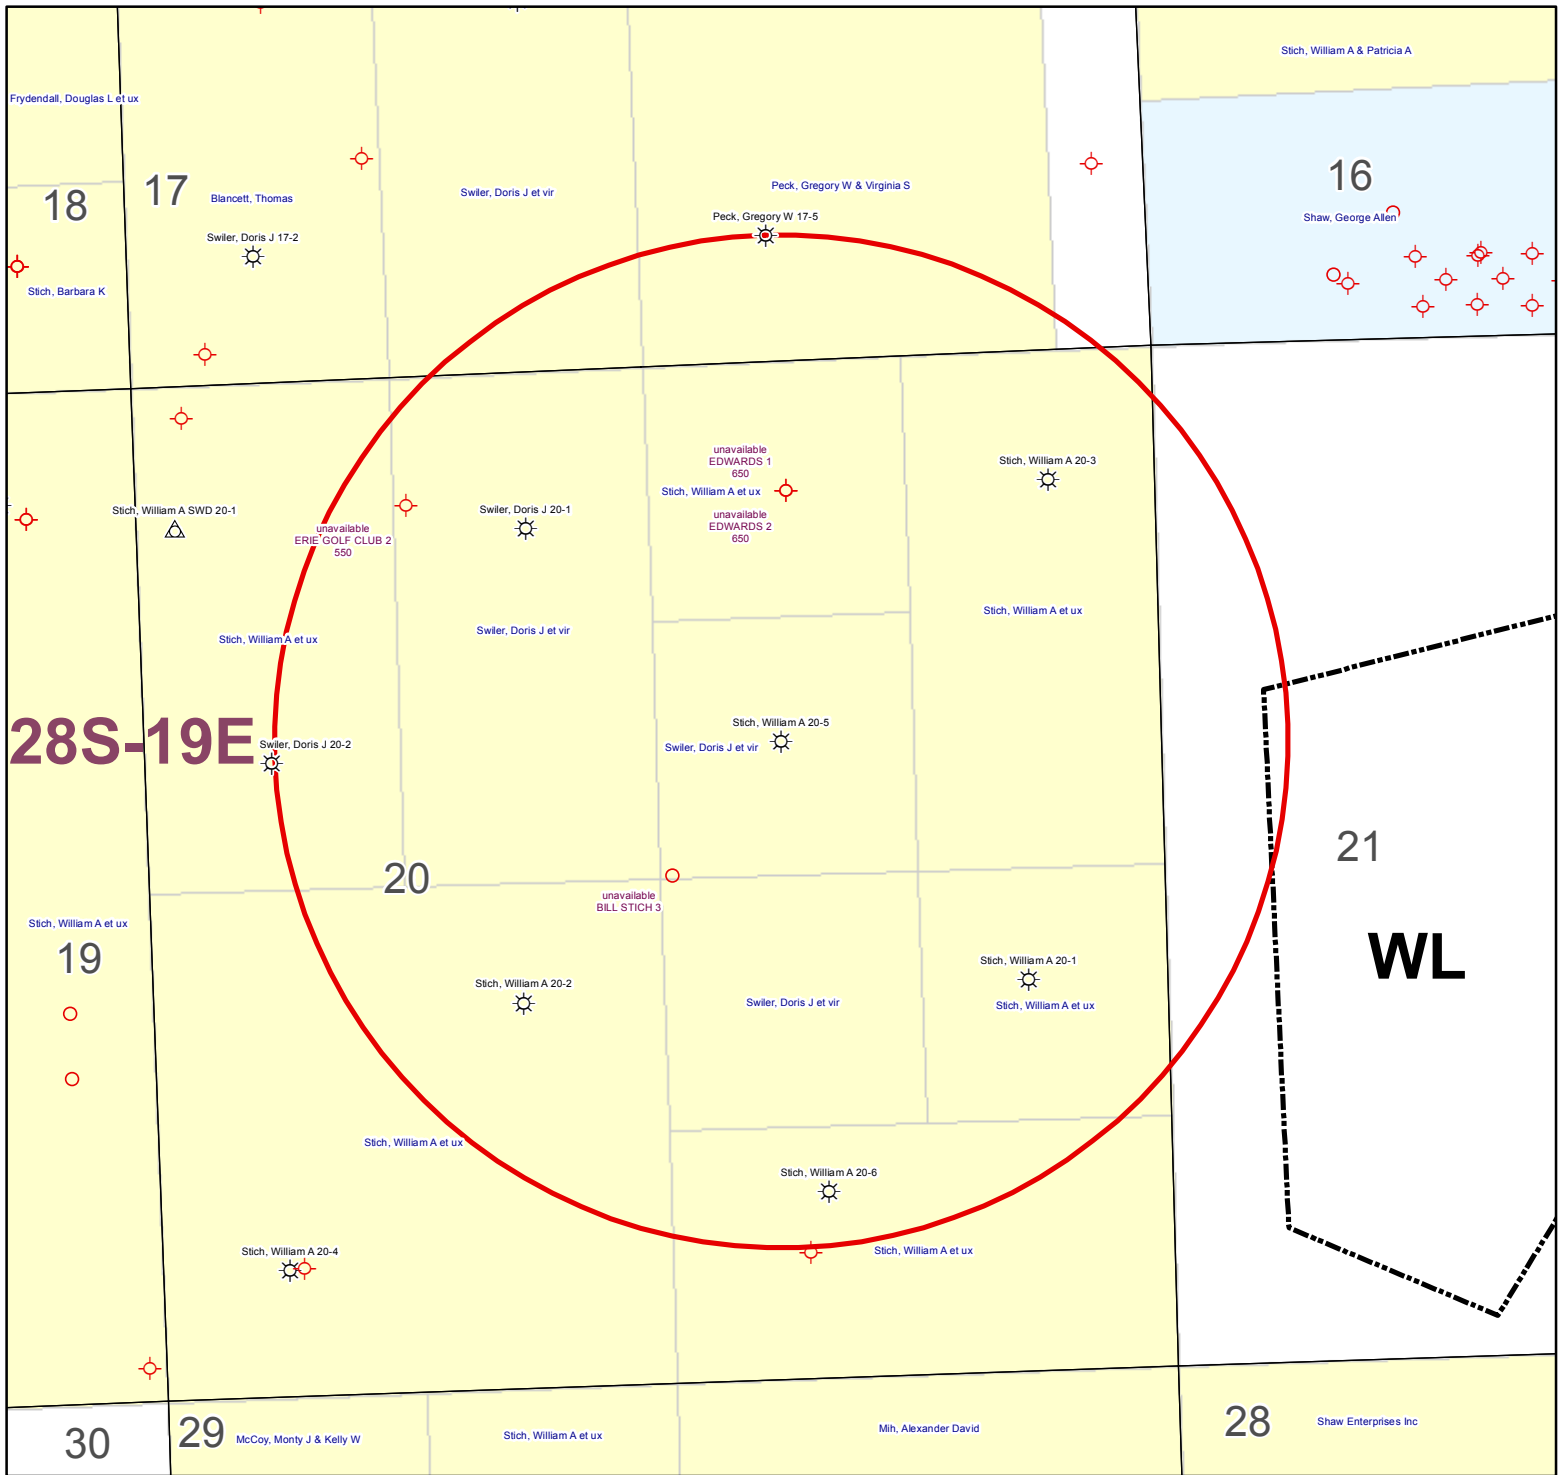 Stich, William A & Patricia A
Frydendall, Douglas L et ux
18
17
Blancett, Thomas
Swiler, Doris J et vir
Peck, Gregory W & Virginia S
16
Shaw, George Allen
Peck, Gregory W 17-5
Swiler, Doris J 17-2
Stich, Barbara K
unavailable
EDWARDS 1
650
Stich, William A et ux
unavailable
EDWARDS 2
650
Stich, William A 20-3
Stich, William A SWD 20-1
unavailable
ERIE GOLF CLUB 2
550
Swiler, Doris J 20-1
Stich, William A et ux
Swiler, Doris J et vir
Stich, William A et ux
28S-19E
Swiler, Doris J 20-2
Stich, William A 20-5
Swiler, Doris J et vir
21
20
unavailable
BILL STICH 3
Stich, William A et ux
19
WL
Stich, William A 20-2
Swiler, Doris J et vir
Stich, William A 20-1
Stich, William A et ux
Stich, William A et ux
Stich, William A 20-6
Stich, William A 20-4
Stich, William A et ux
30
29
McCoy, Monty J & Kelly W
Stich, William A et ux
Mih, Alexander David
28
Shaw Enterprises Inc